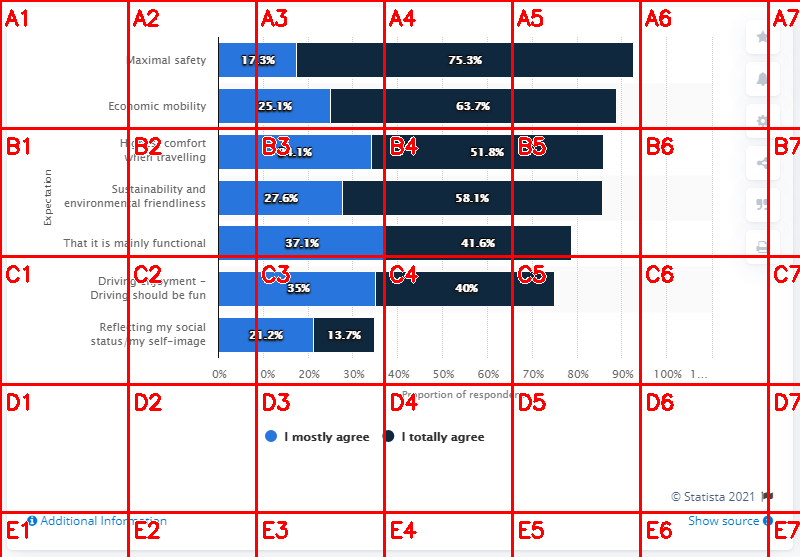 A1 A2 A3 A4 A5 A6 A7
Maximal safety 17.3% 75.3%
Economic mobility 25.1% 63.7%
B1 B2 B3 B4 B5 B6 B7
comfort
when travelling 51.8%
Expectation
Sustainability and
environmental friendliness 27.6% 58.1%
That it is mainly functional 37.1% 41.6%
C1 C2 C3 C4 C5 C6 C7
Driving enjoyment –
Driving should be fun 35% 40%
Reflecting my social
status/my self-image 21.2% 13.7%
0% 20% 30% 40% 50% 60% 70% 80% 90% 100% 1...
Proportion of
D1 D2 D3 D4 D5 D6 D7
I mostly agree I totally agree
© Statista 2021
Additional Information Show source
E1 E2 E3 E4 E5 E6 E7